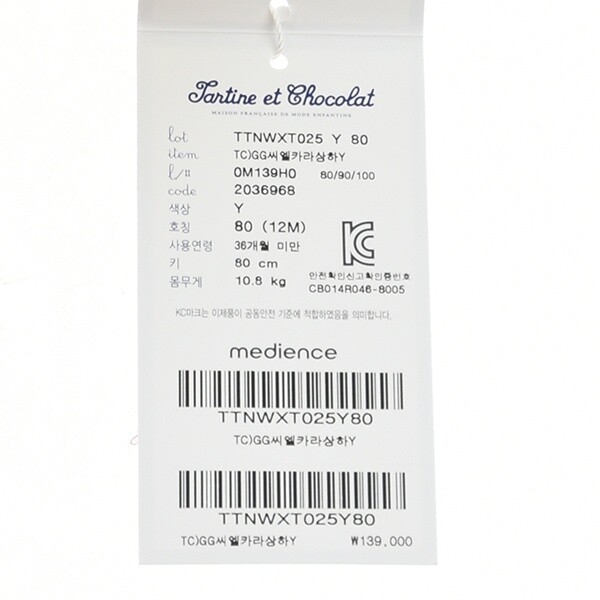 Tartine et Chocolat
MAISON FRANÇAISE DE MODE ENFANTINE
lot TTNWXT025 Y 80
item TC)GG씨엘카라상하Y
l/# 0M139H0 80/90/100
code 2036968
색상 Y
호칭 80 (12M)
사용연령 36개월 미만
키 80 cm
몸무게 10.8 kg
안전확인신고확인증번호
CB014R046-8005
KC마크는 이제품이 공동안전 기준에 적합하였음을 의미합니다.
medience
TTNWXT025Y80
TC)GG씨엘카라상하Y
TTNWXT025Y80
TC)GG씨엘카라상하Y ₩139,000